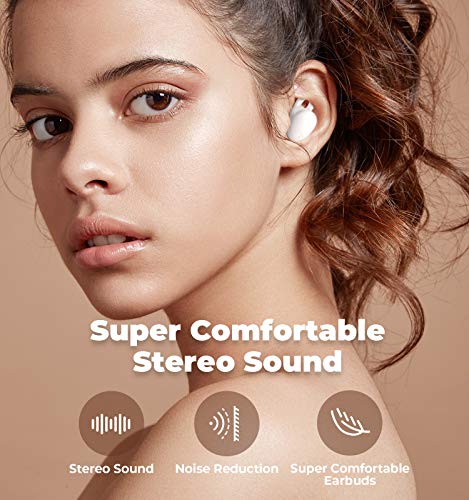 Super Comfortable
Stereo Sound
Stereo Sound
Noise Reduction
Super Comfortable
Earbuds